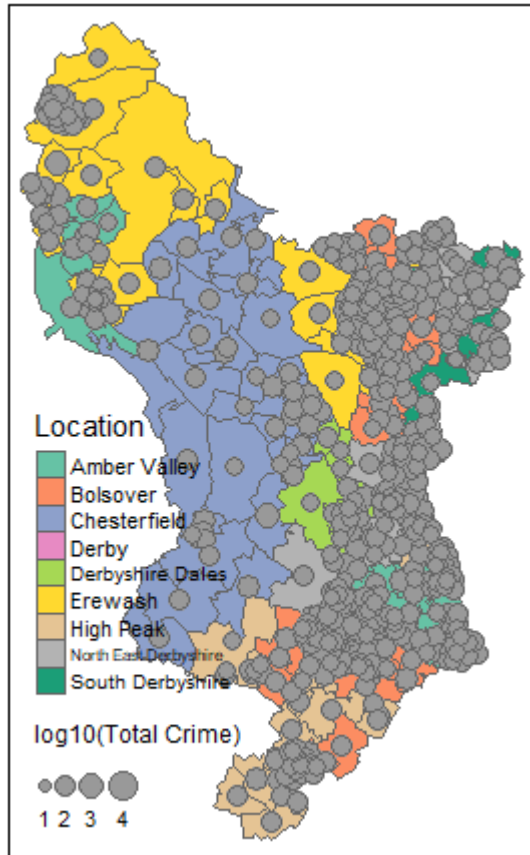 Location
Amber Valley
Bolsover
Chesterfield
Derby
Derbyshire Dales
Erewash
High Peak
North East Derbyshire
South Derbyshire
log10(Total Crime)
1 2 3 4